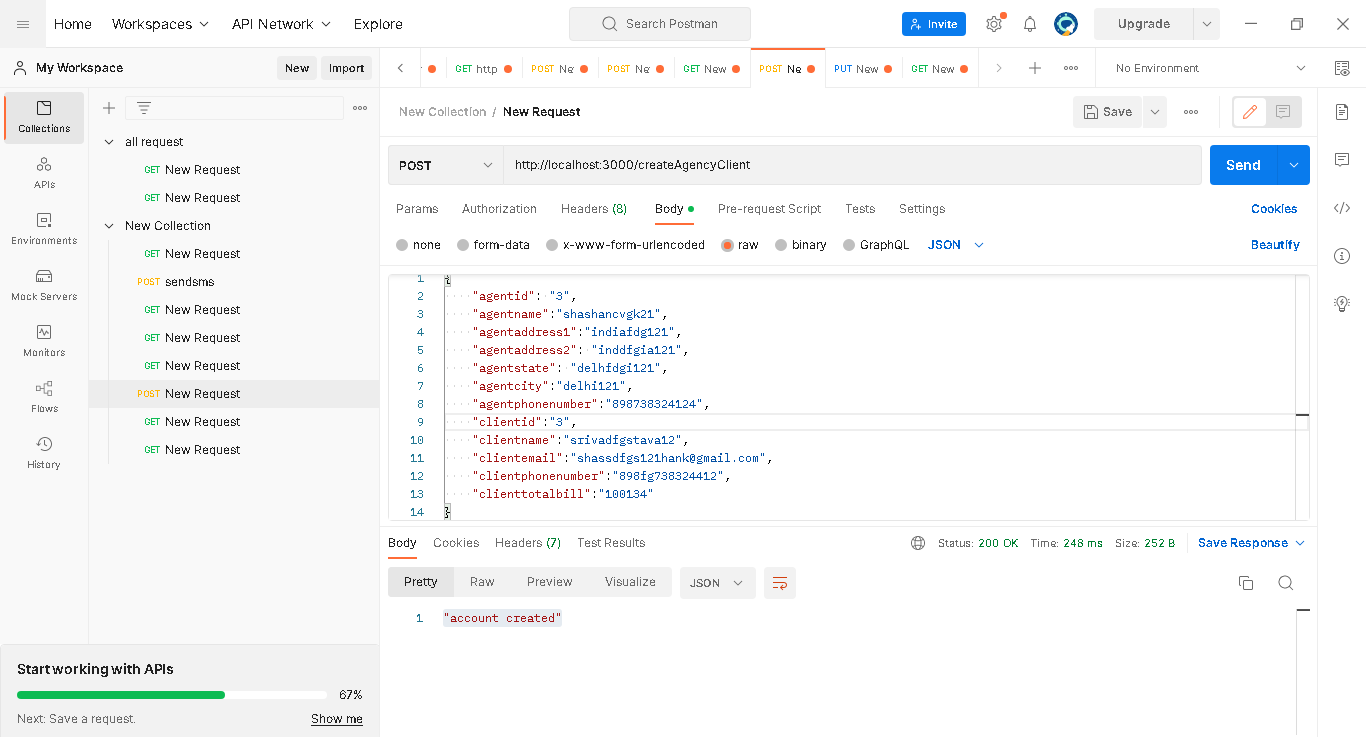 Home Workspaces API Network Explore Search Postman Invite Upgrade
My Workspace New Import
GET http POST Ne POST Ne GET New POST Ne PUT New GET New No Environment
Collections
APIs
Environments
Mock Servers
Monitors
Flows
History
all request
GET New Request
GET New Request
New Collection
GET New Request
POST sendsms
GET New Request
GET New Request
GET New Request
POST New Request
GET New Request
GET New Request
Start working with APIs
67%
Next: Save a request. Show me
New Collection / New Request Save
POST http://localhost:3000/createAgencyClient Send
Params Authorization Headers (8) Body Pre-request Script Tests Settings Cookies
none form-data x-www-form-urlencoded raw binary GraphQL JSON Beautify
1 {
2 "agentid": "3",
3 "agentname":"shashancvgk21",
4 "agentaddress1":"indiafdg121",
5 "agentaddress2": "inddfgia121",
6 "agentstate": "delhfdgi121",
7 "agentcity":"delhi121",
8 "agentphonenumber":"898738324124",
9 "clientid":"3",
10 "clientname":"srivadfgstava12",
11 "clientemail":"shassdfgs121hank@gmail.com",
12 "clientphonenumber":"898fg738324412",
13 "clienttotalbill":"100134"
14 }
Body Cookies Headers (7) Test Results Status: 200 OK Time: 248 ms Size: 252 B Save Response
Pretty Raw Preview Visualize JSON
1 "account created"